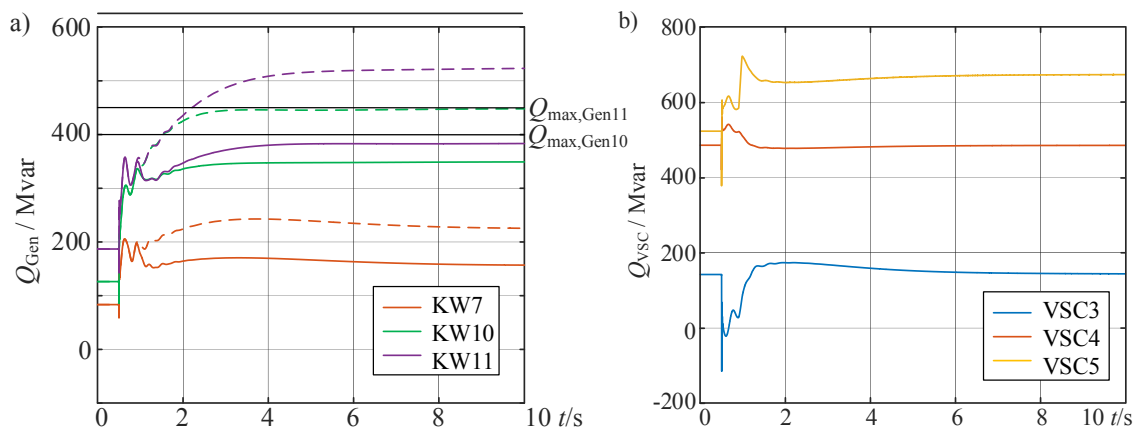 a)
600
400
200
0
Q_Gen / Mvar
Q_max,Gen11
Q_max,Gen10
KW7
KW10
KW11
0 2 4 6 8 10 t/s
b)
800
600
400
200
0
-200
Q_VSC / Mvar
VSC3
VSC4
VSC5
0 2 4 6 8 10 t/s